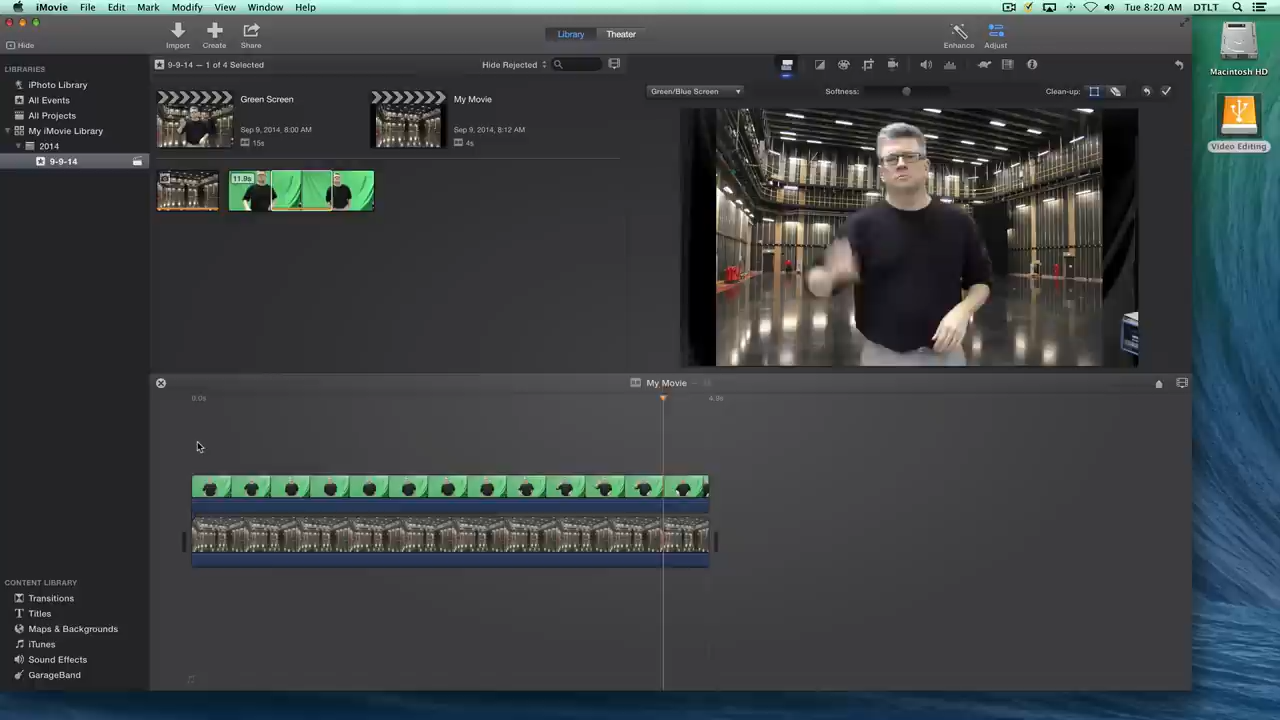 iMovie File Edit Mark Modify View Window Help Tue 8:20 AM DTLT
Hide Import Create Share Library Theater Enhance Adjust
LIBRARIES
iPhoto Library
All Events
All Projects
My iMovie Library
2014
9-9-14
9-9-14 — 1 of 4 Selected Hide Rejected
Green Screen
Sep 9, 2014, 8:00 AM
15s
My Movie
Sep 9, 2014, 8:12 AM
4s
11.9s
Green/Blue Screen Softness: Clean-up:
Macintosh HD
Video Editing
My Movie
0.0s 4.9s
CONTENT LIBRARY
Transitions
T Titles
Maps & Backgrounds
iTunes
Sound Effects
GarageBand